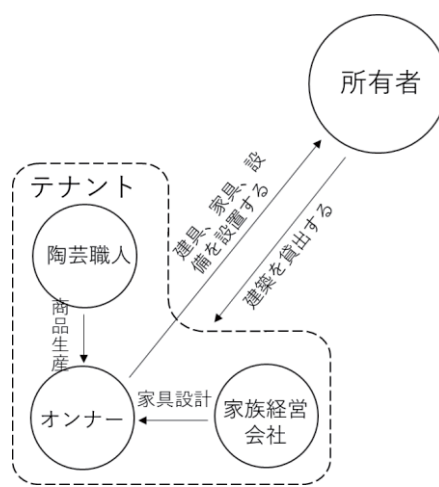 所有者
テナント
建具、家具、設
備を設置する
建築を貸出する
陶芸職人
商品生産
オンナー
家具設計
家族経営
会社